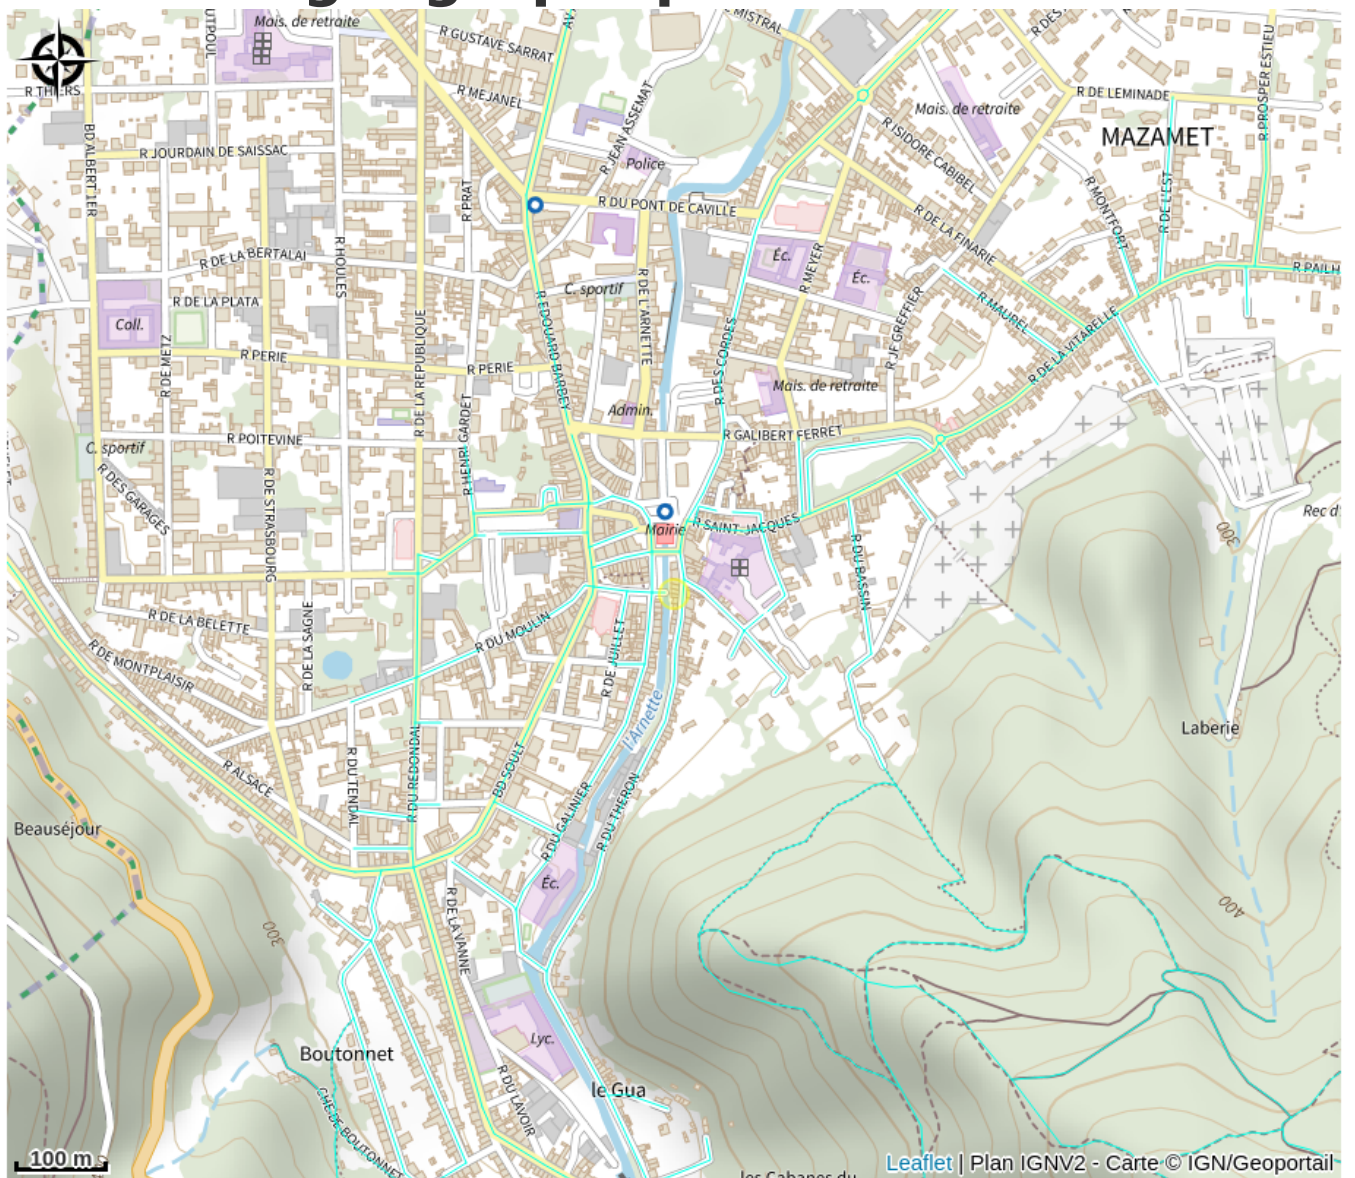 Mais. de retraite
R MISTRAL
R GUSTAVE SARRAT
R THIERS
R MEJANEL
R JEAN ASSEMAT
Mais. de retraite
R DE LEMINADE
R PROSPER ESTIEU
MAZAMET
R ISIDORE CABIBEL
BD ALBERT 1ER
R JOURDAIN DE SAISSAC
Police
R PRAT
R DU PONT DE CAVILLE
R MONTFORT
R DE L'EST
R DE LA FINARIE
R HOULES
R DE LA BERTALAI
Éc.
R MEYER
Éc.
R PAILH
C. sportif
R DE LA PLATA
R EDOUARD BARBEY
R DE L'ARNETTE
R MAUREL
R JF GREFFIER
Coll.
R DE LA VITARELLE
R DES CORDES
R DE METZ
R PERIE
R DE LA REPUBLIQUE
R PERIE
Mais. de retraite
Admin.
R GALIBERT FERRET
R POITEVINE
R HENRI GARDET
C. sportif
R DES GARAGES
R DE STRASBOURG
300
Rec d'
Mairie
R SAINT-JACQUES
R DU BASSIN
R DE LA BELETTE
R DE LA SAGNE
R DU MOULIN
R DE JUILLET
R DE MONTPLAISIR
l'Arnette
Laberie
R ALSACE
R DU TENDAL
R DU REDONDAL
BD SOULT
R DU GALINIER
R DU THERON
Beauséjour
Éc.
300
400
R DE LA VANNE
Boutonnet
Lyc.
le Gua
CHE DE BOUTONNET
R DU LAVOIR
100 m
les Cabanes du
Leaflet | Plan IGNV2 - Carte © IGN/Geoportail